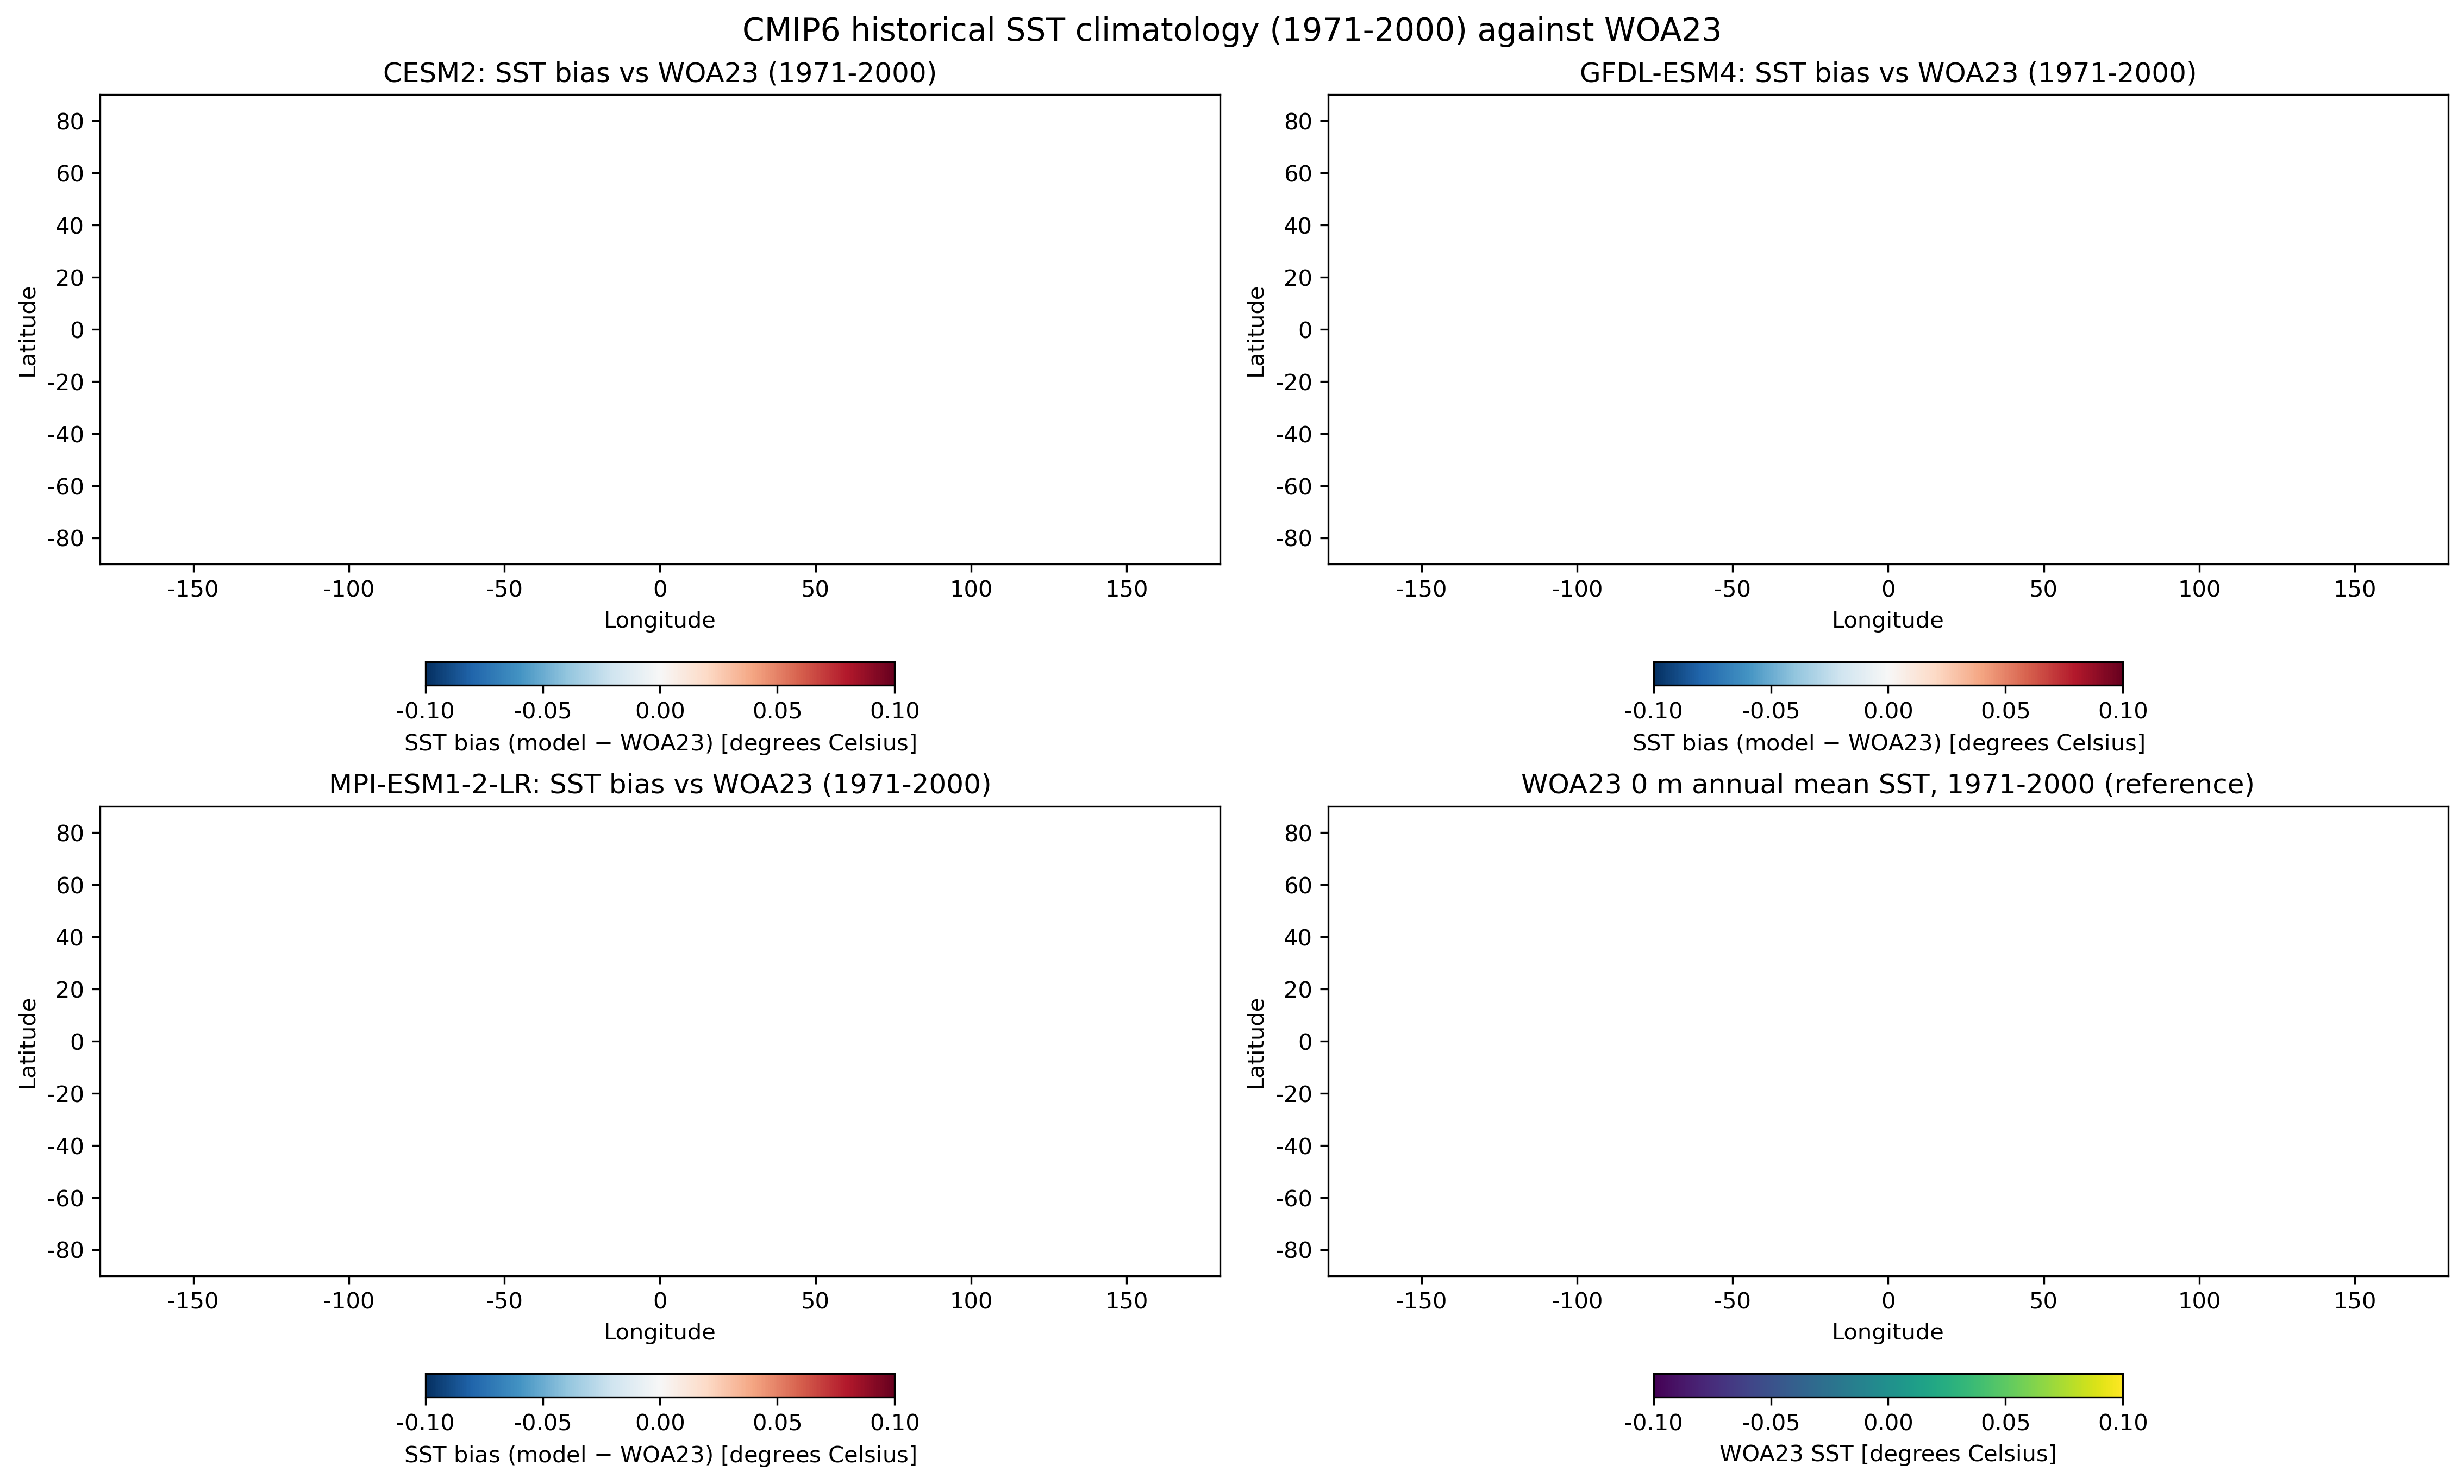 CMIP6 historical SST climatology (1971-2000) against WOA23
CESM2: SST bias vs WOA23 (1971-2000)
80
60
40
20
0
-20
-40
-60
-80
Latitude
-150 -100 -50 0 50 100 150
Longitude
-0.10 -0.05 0.00 0.05 0.10
SST bias (model − WOA23) [degrees Celsius]
GFDL-ESM4: SST bias vs WOA23 (1971-2000)
80
60
40
20
0
-20
-40
-60
-80
Latitude
-150 -100 -50 0 50 100 150
Longitude
-0.10 -0.05 0.00 0.05 0.10
SST bias (model − WOA23) [degrees Celsius]
MPI-ESM1-2-LR: SST bias vs WOA23 (1971-2000)
80
60
40
20
0
-20
-40
-60
-80
Latitude
-150 -100 -50 0 50 100 150
Longitude
-0.10 -0.05 0.00 0.05 0.10
SST bias (model − WOA23) [degrees Celsius]
WOA23 0 m annual mean SST, 1971-2000 (reference)
80
60
40
20
0
-20
-40
-60
-80
Latitude
-150 -100 -50 0 50 100 150
Longitude
-0.10 -0.05 0.00 0.05 0.10
WOA23 SST [degrees Celsius]